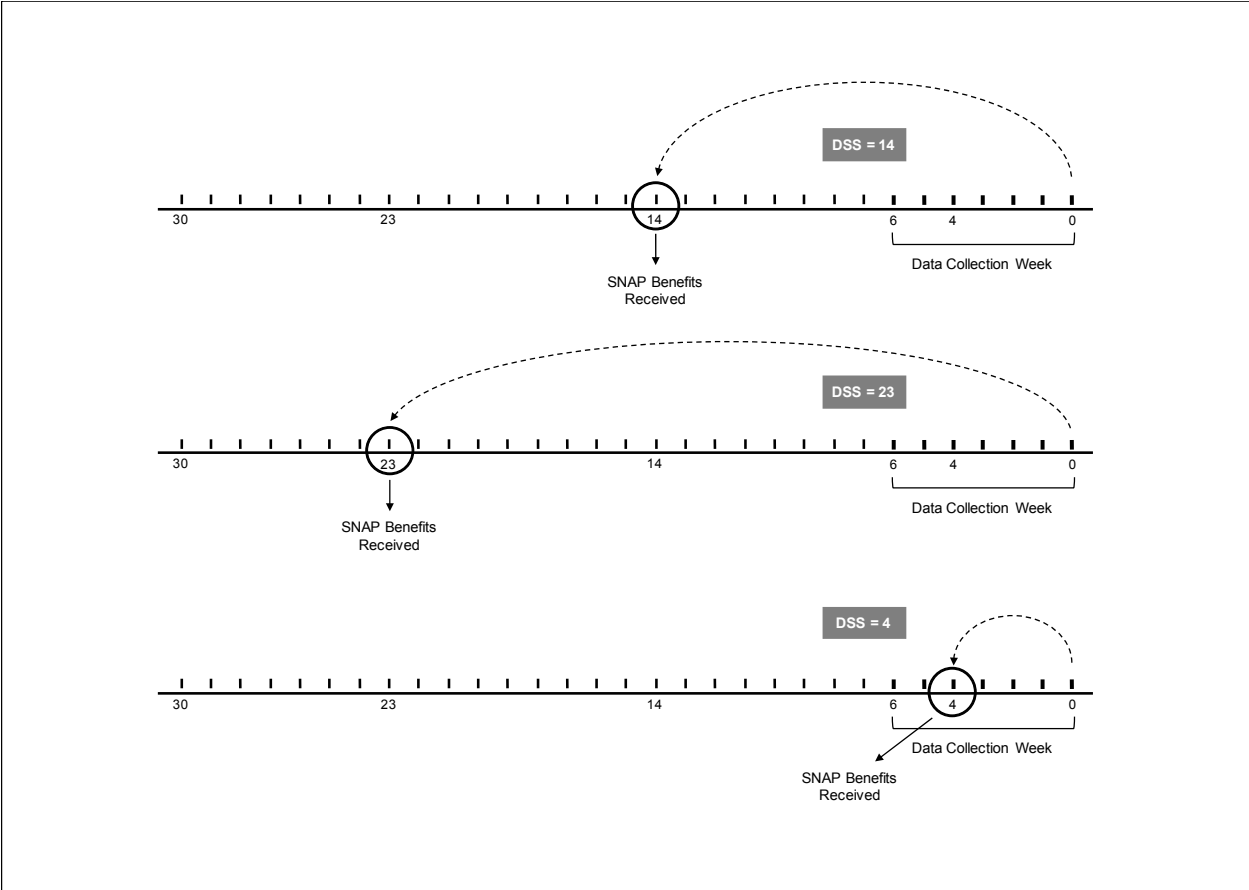 DSS = 14
30 23 14 6 4 0
Data Collection Week
SNAP Benefits
Received
DSS = 23
30 23 14 6 4 0
Data Collection Week
SNAP Benefits
Received
DSS = 4
30 23 14 6 4 0
Data Collection Week
SNAP Benefits
Received